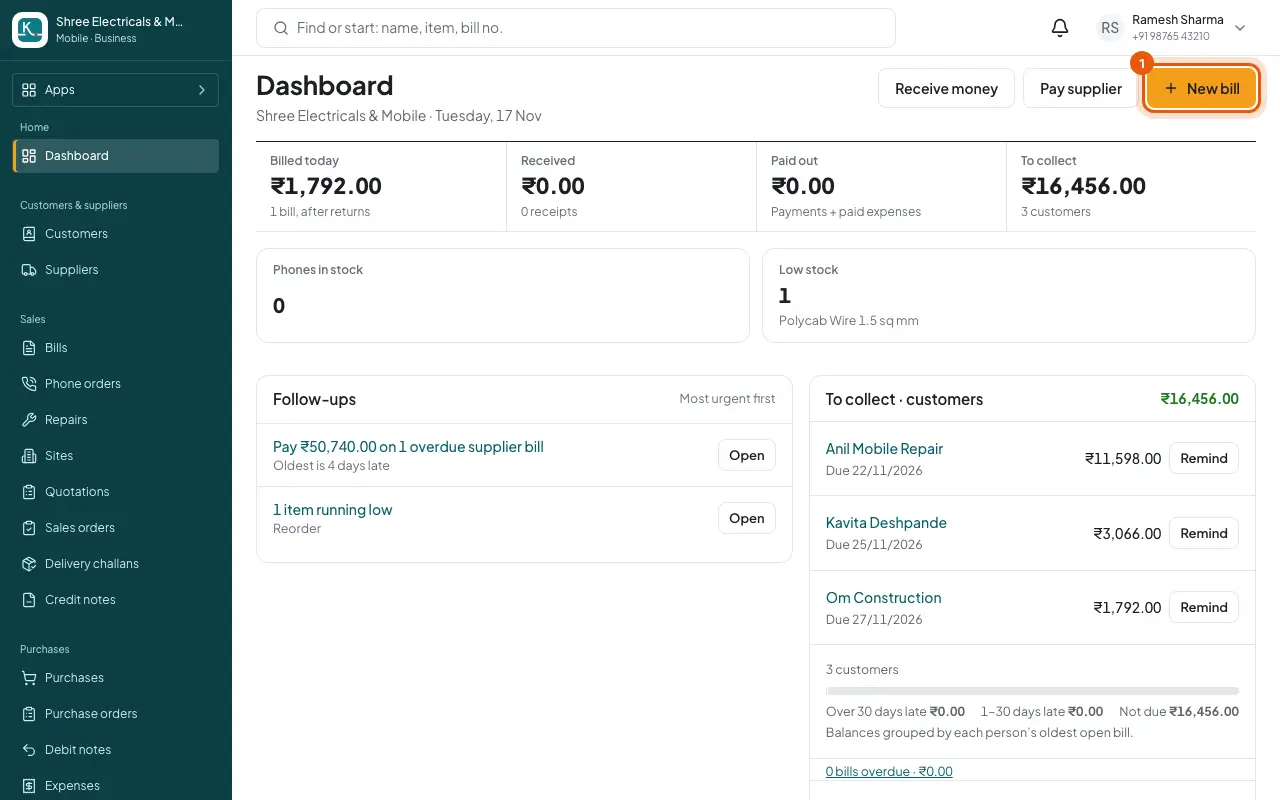 Shree Electricals & M...
Mobile · Business
Apps
Home
Dashboard
Customers & suppliers
Customers
Suppliers
Sales
Bills
Phone orders
Repairs
Sites
Quotations
Sales orders
Delivery challans
Credit notes
Purchases
Purchases
Purchase orders
Debit notes
Expenses
Find or start: name, item, bill no.
RS
Ramesh Sharma
+91 98765 43210
Dashboard
Shree Electricals & Mobile · Tuesday, 17 Nov
Receive money
Pay supplier
1
+ New bill
Billed today
₹1,792.00
1 bill, after returns
Received
₹0.00
0 receipts
Paid out
₹0.00
Payments + paid expenses
To collect
₹16,456.00
3 customers
Phones in stock
0
Low stock
1
Polycab Wire 1.5 sq mm
Follow-ups
Most urgent first
Pay ₹50,740.00 on 1 overdue supplier bill
Oldest is 4 days late
Open
1 item running low
Reorder
Open
To collect · customers
₹16,456.00
Anil Mobile Repair
Due 22/11/2026
₹11,598.00
Remind
Kavita Deshpande
Due 25/11/2026
₹3,066.00
Remind
Om Construction
Due 27/11/2026
₹1,792.00
Remind
3 customers
Over 30 days late ₹0.00 1–30 days late ₹0.00 Not due ₹16,456.00
Balances grouped by each person's oldest open bill.
0 bills overdue · ₹0.00